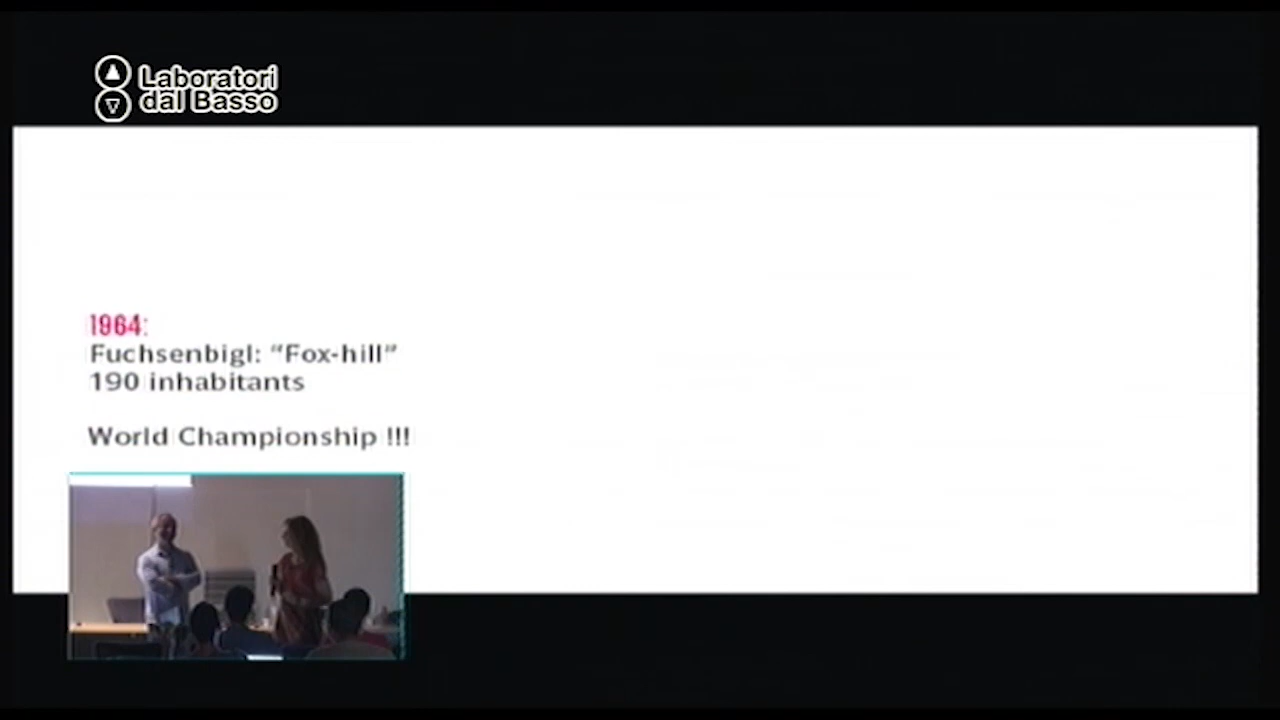 Laboratori
dal Basso
1964:
Fuchsenbigl: “Fox-hill”
190 inhabitants
World Championship !!!